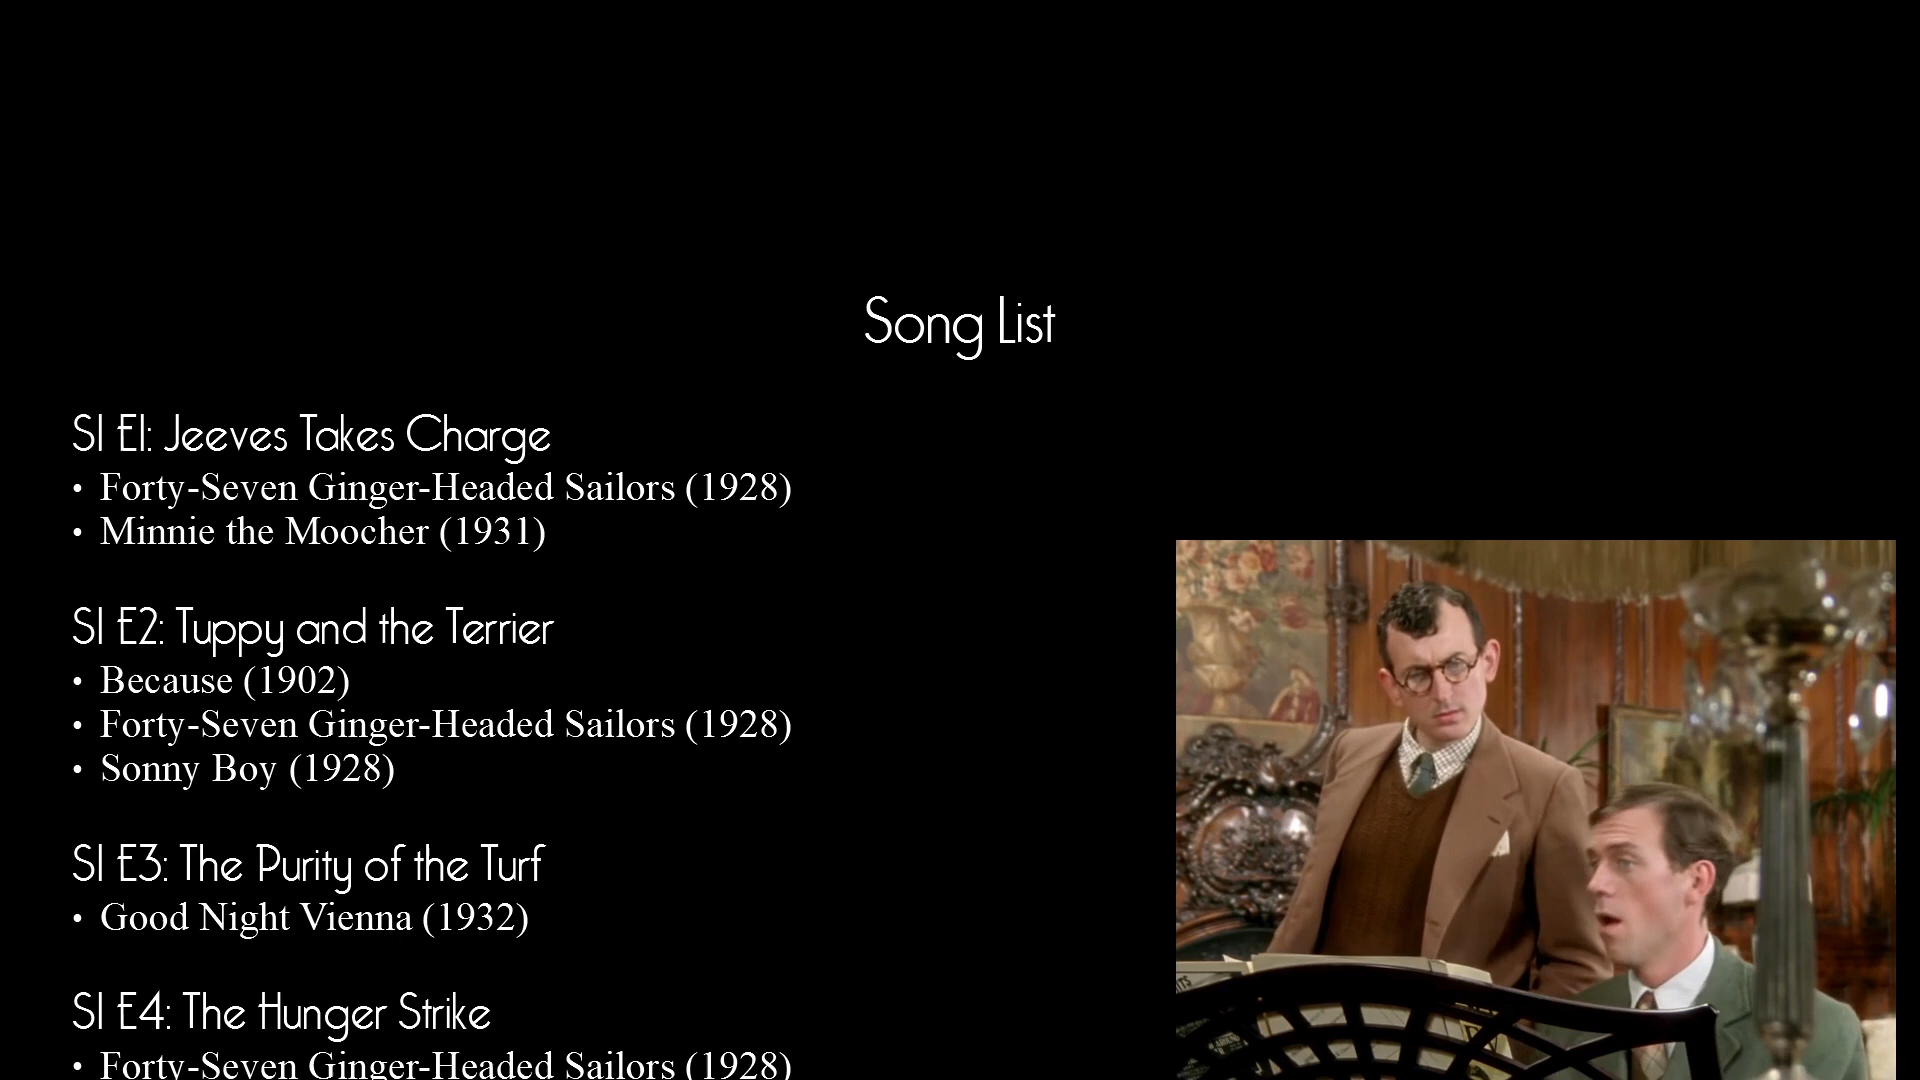 Song List
S1 E1: Jeeves Takes Charge
• Forty-Seven Ginger-Headed Sailors (1928)
• Minnie the Moocher (1931)
S1 E2: Tuppy and the Terrier
• Because (1902)
• Forty-Seven Ginger-Headed Sailors (1928)
• Sonny Boy (1928)
S1 E3: The Purity of the Turf
• Good Night Vienna (1932)
S1 E4: The Hunger Strike
• Forty-Seven Ginger-Headed Sailors (1928)